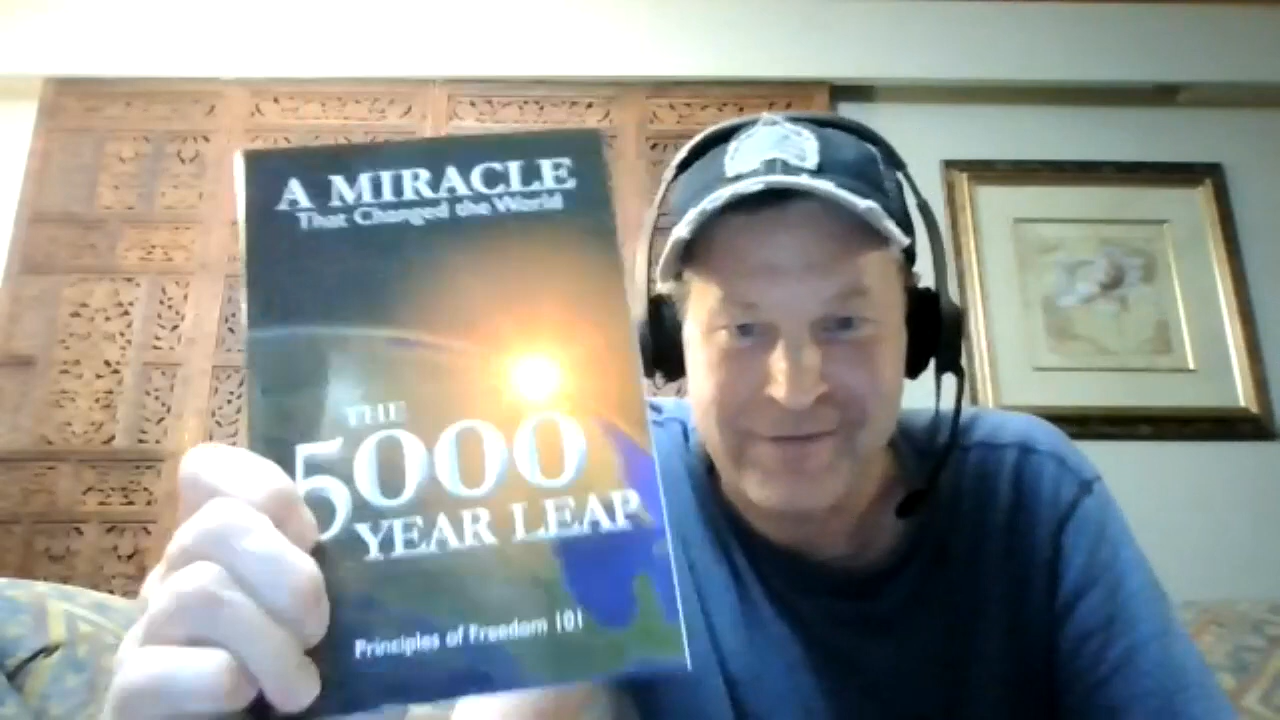 A MIRACLE
That Changed the World
THE
5000
YEAR LEAP
Principles of Freedom 101